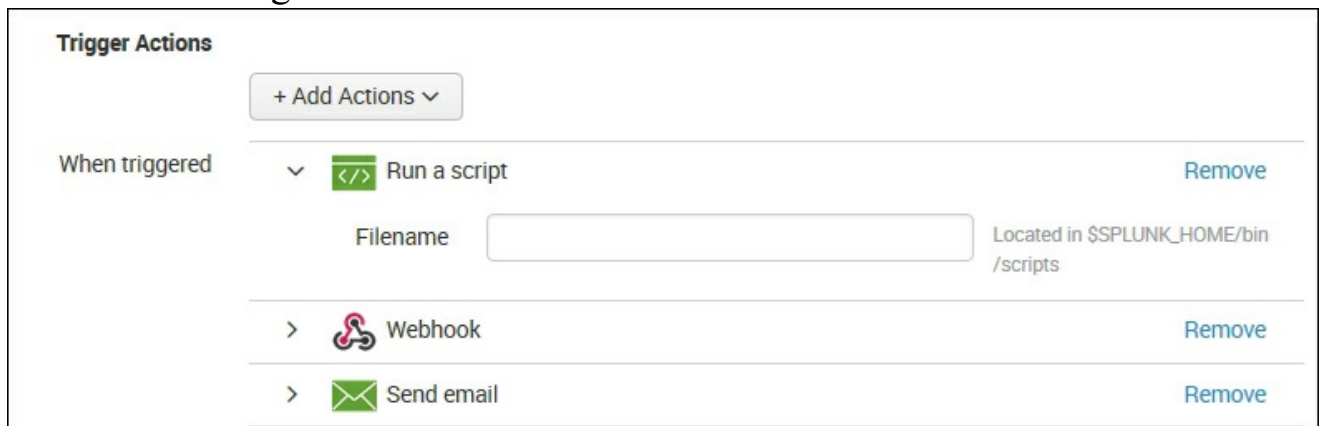 Trigger Actions
+ Add Actions
When triggered
</> Run a script
Remove
Filename
Located in $SPLUNK_HOME/bin
/scripts
Webhook
Remove
Send email
Remove